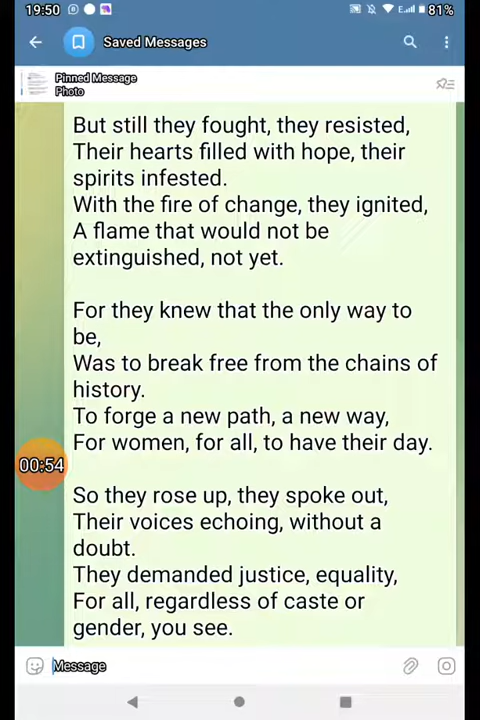 19:50
81%
Saved Messages
Pinned Message
Photo
But still they fought, they resisted,
Their hearts filled with hope, their
spirits infested.
With the fire of change, they ignited,
A flame that would not be
extinguished, not yet.
For they knew that the only way to
be,
Was to break free from the chains of
history.
To forge a new path, a new way,
For women, for all, to have their day.
00:54
So they rose up, they spoke out,
Their voices echoing, without a
doubt.
They demanded justice, equality,
For all, regardless of caste or
gender, you see.
Message